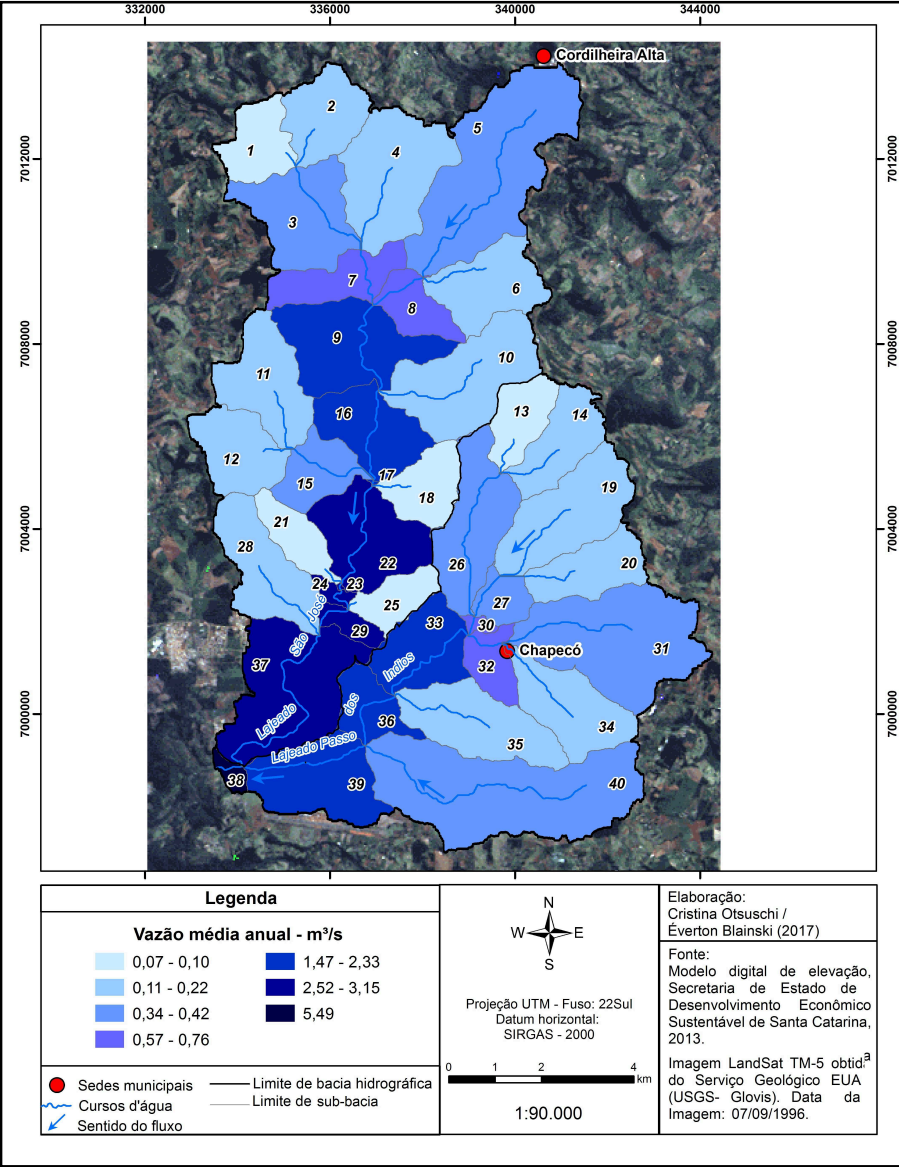 332000 336000 340000 344000
Cordilheira Alta
7012000 7012000
7008000 7008000
7004000 7004000
7000000 7000000
1
2
3
4
5
6
7
8
9
10
11
12
13
14
15
16
17
18
19
20
21
22
23
24
25
26
27
28
29
30
31
32
33
34
35
36
37
38
39
40
Chapecó
Lajeado São José
Lajeado Passo dos Indios
Legenda
Vazão média anual - m³/s
0,07 - 0,10
0,11 - 0,22
0,34 - 0,42
0,57 - 0,76
1,47 - 2,33
2,52 - 3,15
5,49
Sedes municipais
Cursos d'água
Sentido do fluxo
Limite de bacia hidrográfica
Limite de sub-bacia
N
W E
S
Projeção UTM - Fuso: 22Sul
Datum horizontal:
SIRGAS - 2000
0 1 2 4
km
1:90.000
Elaboração:
Cristina Otsuschi /
Éverton Blainski (2017)
Fonte:
Modelo digital de elevação,
Secretaria de Estado de
Desenvolvimento Econômico
Sustentável de Santa Catarina,
2013.
Imagem LandSat TM-5 obtida
do Serviço Geológico EUA
(USGS- Glovis). Data da
Imagem: 07/09/1996.